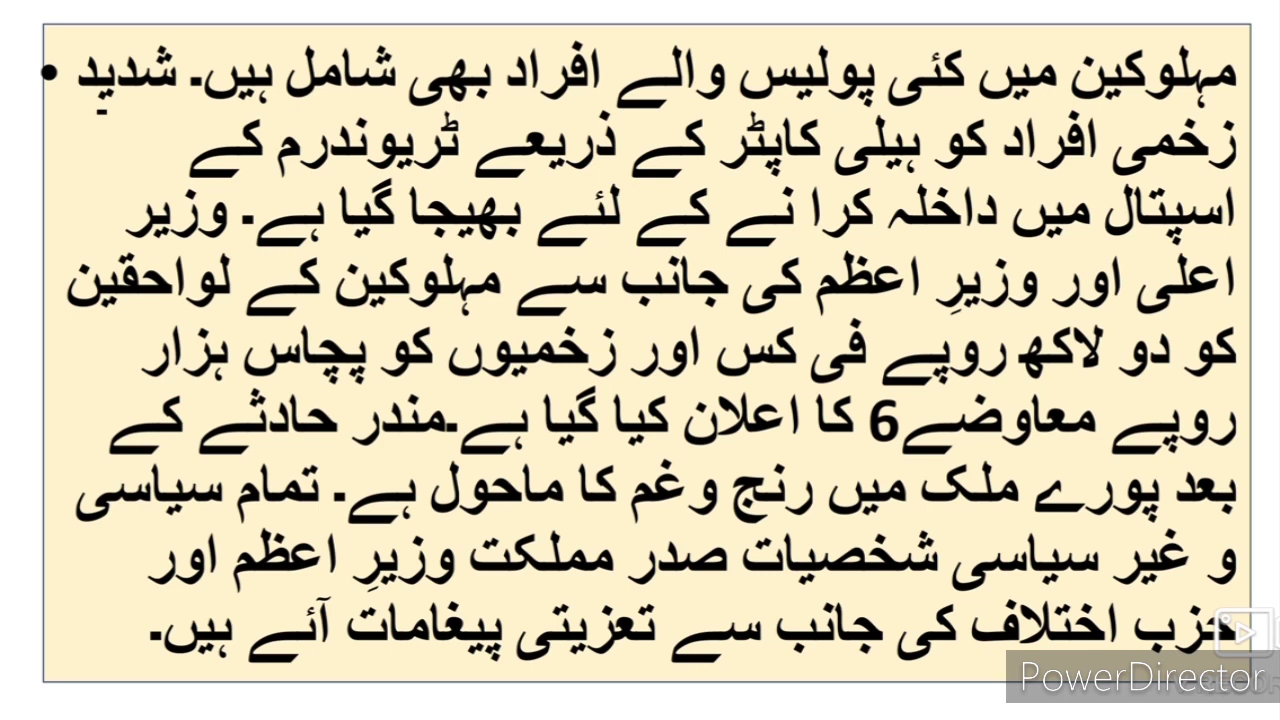 • مہلوکین میں کئی پولیس والے افراد بھی شامل ہیں۔ شدید
زخمی افراد کو ہیلی کاپٹر کے ذریعے ٹریوندرم کے
اسپتال میں داخلہ کرا نے کے لئے بھیجا گیا ہے۔ وزیر
اعلی اور وزیرِ اعظم کی جانب سے مہلوکین کے لواحقین
کو دو لاکھ روپے فی کس اور زخمیوں کو پچاس ہزار
روپے معاوضے6 کا اعلان کیا گیا ہے۔مندر حادثے کے
بعد پورے ملک میں رنج وغم کا ماحول ہے۔ تمام سیاسی
و غیر سیاسی شخصیات صدر مملکت وزیرِ اعظم اور
حزب اختلاف کی جانب سے تعزیتی پیغامات آئے ہیں۔
PowerDirector